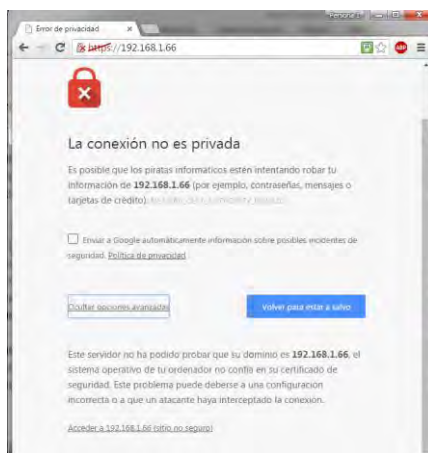 Error de privacidad
https://192.168.1.66
ABP
La conexión no es privada
Es posible que los piratas informáticos estén intentando robar tu
información de 192.168.1.66 (por ejemplo, contraseñas, mensajes o
tarjetas de crédito).
Enviar a Google automáticamente información sobre posibles incidentes de
seguridad. Política de privacidad
Ocultar opciones avanzadas
Volver para estar a salvo
Este servidor no ha podido probar que su dominio es 192.168.1.66, el
sistema operativo de tu ordenador no confía en su certificado de
seguridad. Este problema puede deberse a una configuración
incorrecta o a que un atacante haya interceptado la conexión.
Acceder a 192.168.1.66 (sitio no seguro)